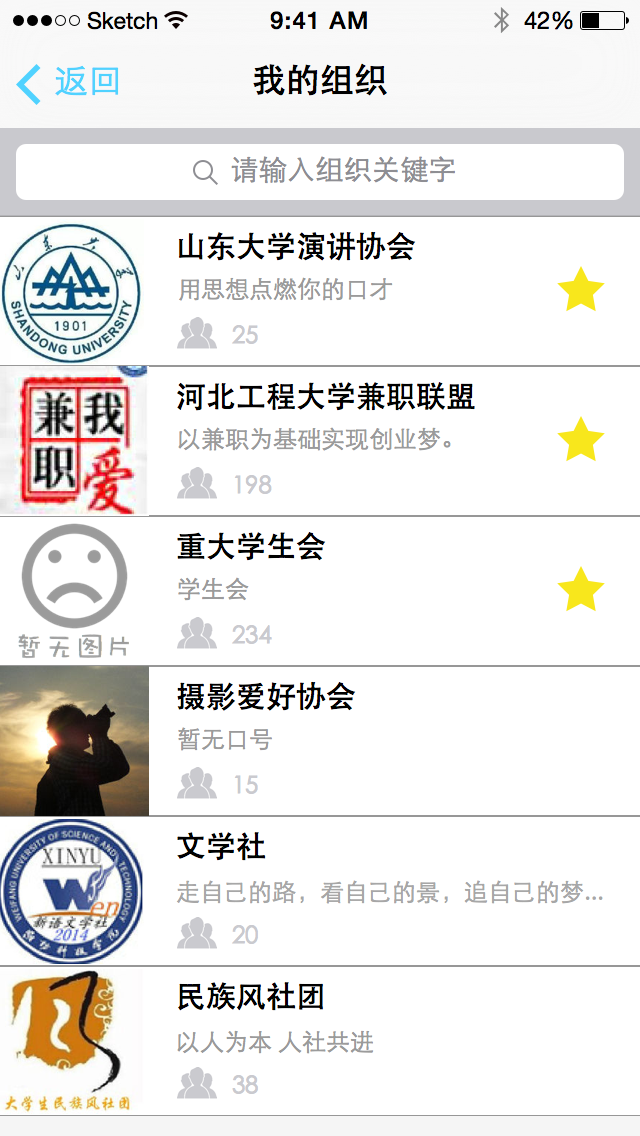 Sketch 9:41 AM 42%
返回 我的组织
请输入组织关键字
山东大学演讲协会
用思想点燃你的口才
25
1901
SHANDONG UNIVERSITY
河北工程大学兼职联盟
以兼职为基础实现创业梦。
198
兼我
职爱
重大学生会
学生会
234
暂无图片
摄影爱好协会
暂无口号
15
文学社
走自己的路，看自己的景，追自己的梦...
20
WEIFANG UNIVERSITY OF SCIENCE AND TECHNOLOGY
XINYU
Wen
新语文学社
2014
潍坊科技学院
民族风社团
以人为本 人社共进
38
大学生民族风社团